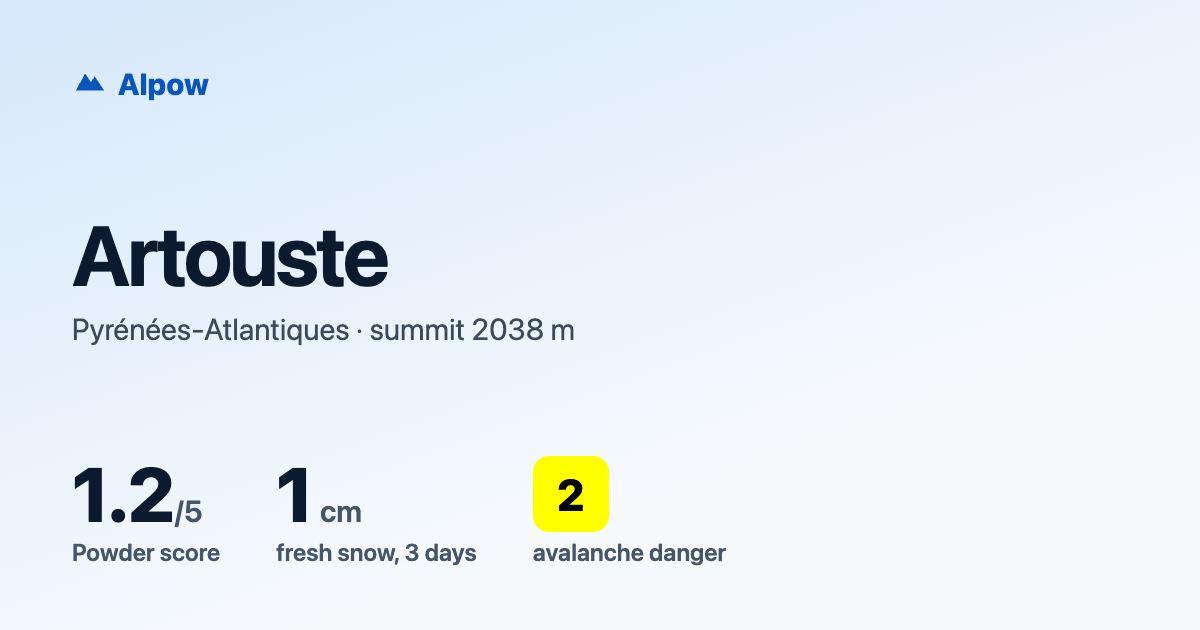 Alpow
Artouste
Pyrénées-Atlantiques · summit 2038 m
1.2/5 1 cm 2
Powder score fresh snow, 3 days avalanche danger